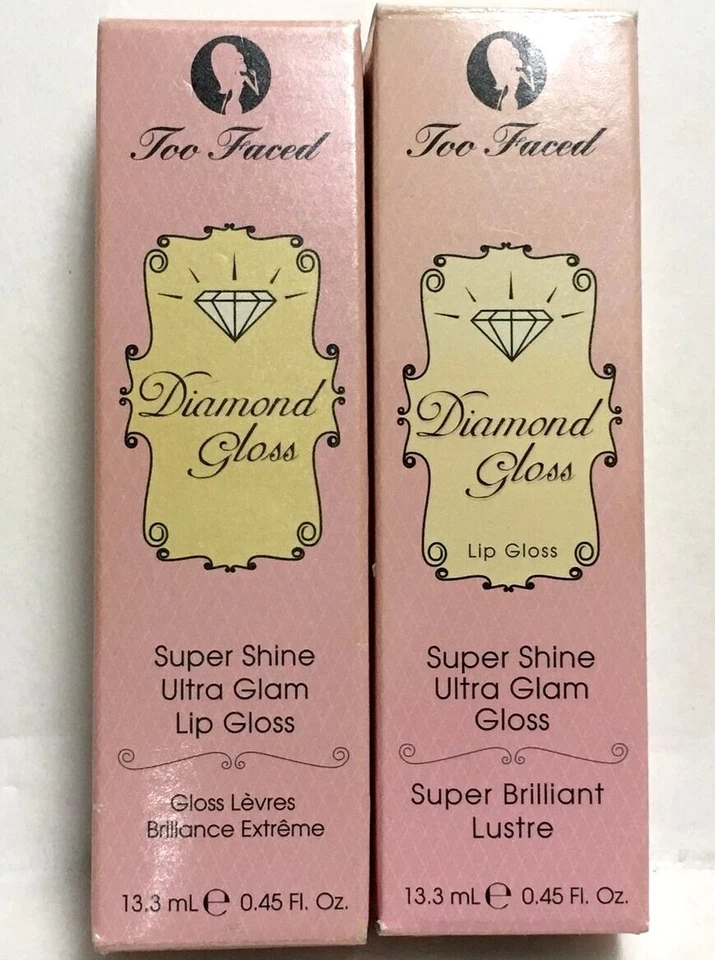 Too Faced
Diamond
Gloss
Super Shine
Ultra Glam
Lip Gloss
Gloss Lèvres
Brillance Extrême
13.3 mL ℮ 0.45 Fl. Oz.
Too Faced
Diamond
Gloss
Lip Gloss
Super Shine
Ultra Glam
Gloss
Super Brilliant
Lustre
13.3 mL ℮ 0.45 Fl. Oz.